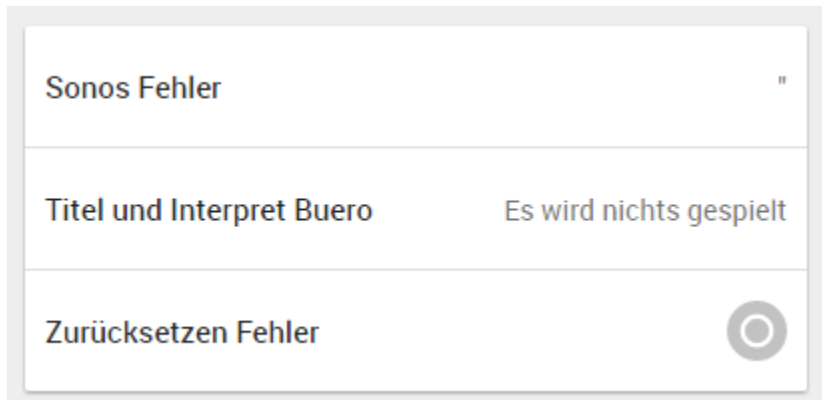 Sonos Fehler "
Titel und Interpret Buero Es wird nichts gespielt
Zurücksetzen Fehler